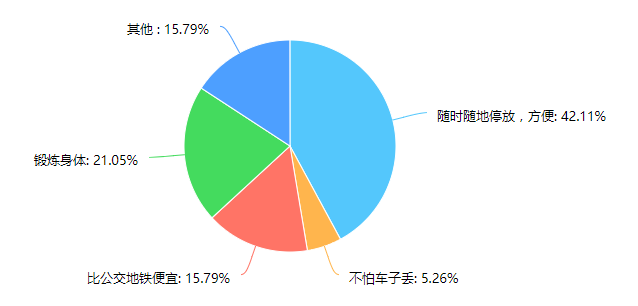 其他 : 15.79%
随时随地停放，方便: 42.11%
锻炼身体: 21.05%
比公交地铁便宜: 15.79%
不怕车子丢: 5.26%